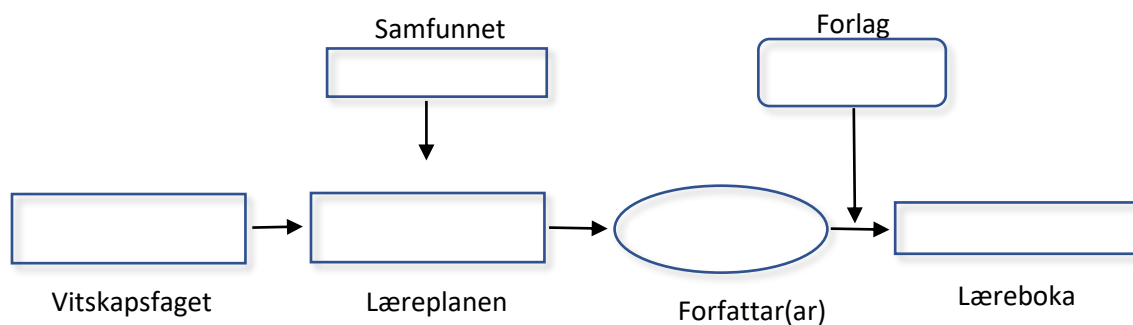 Samfunnet
Forlag
Vitskapsfaget
Læreplanen
Forfattar(ar)
Læreboka